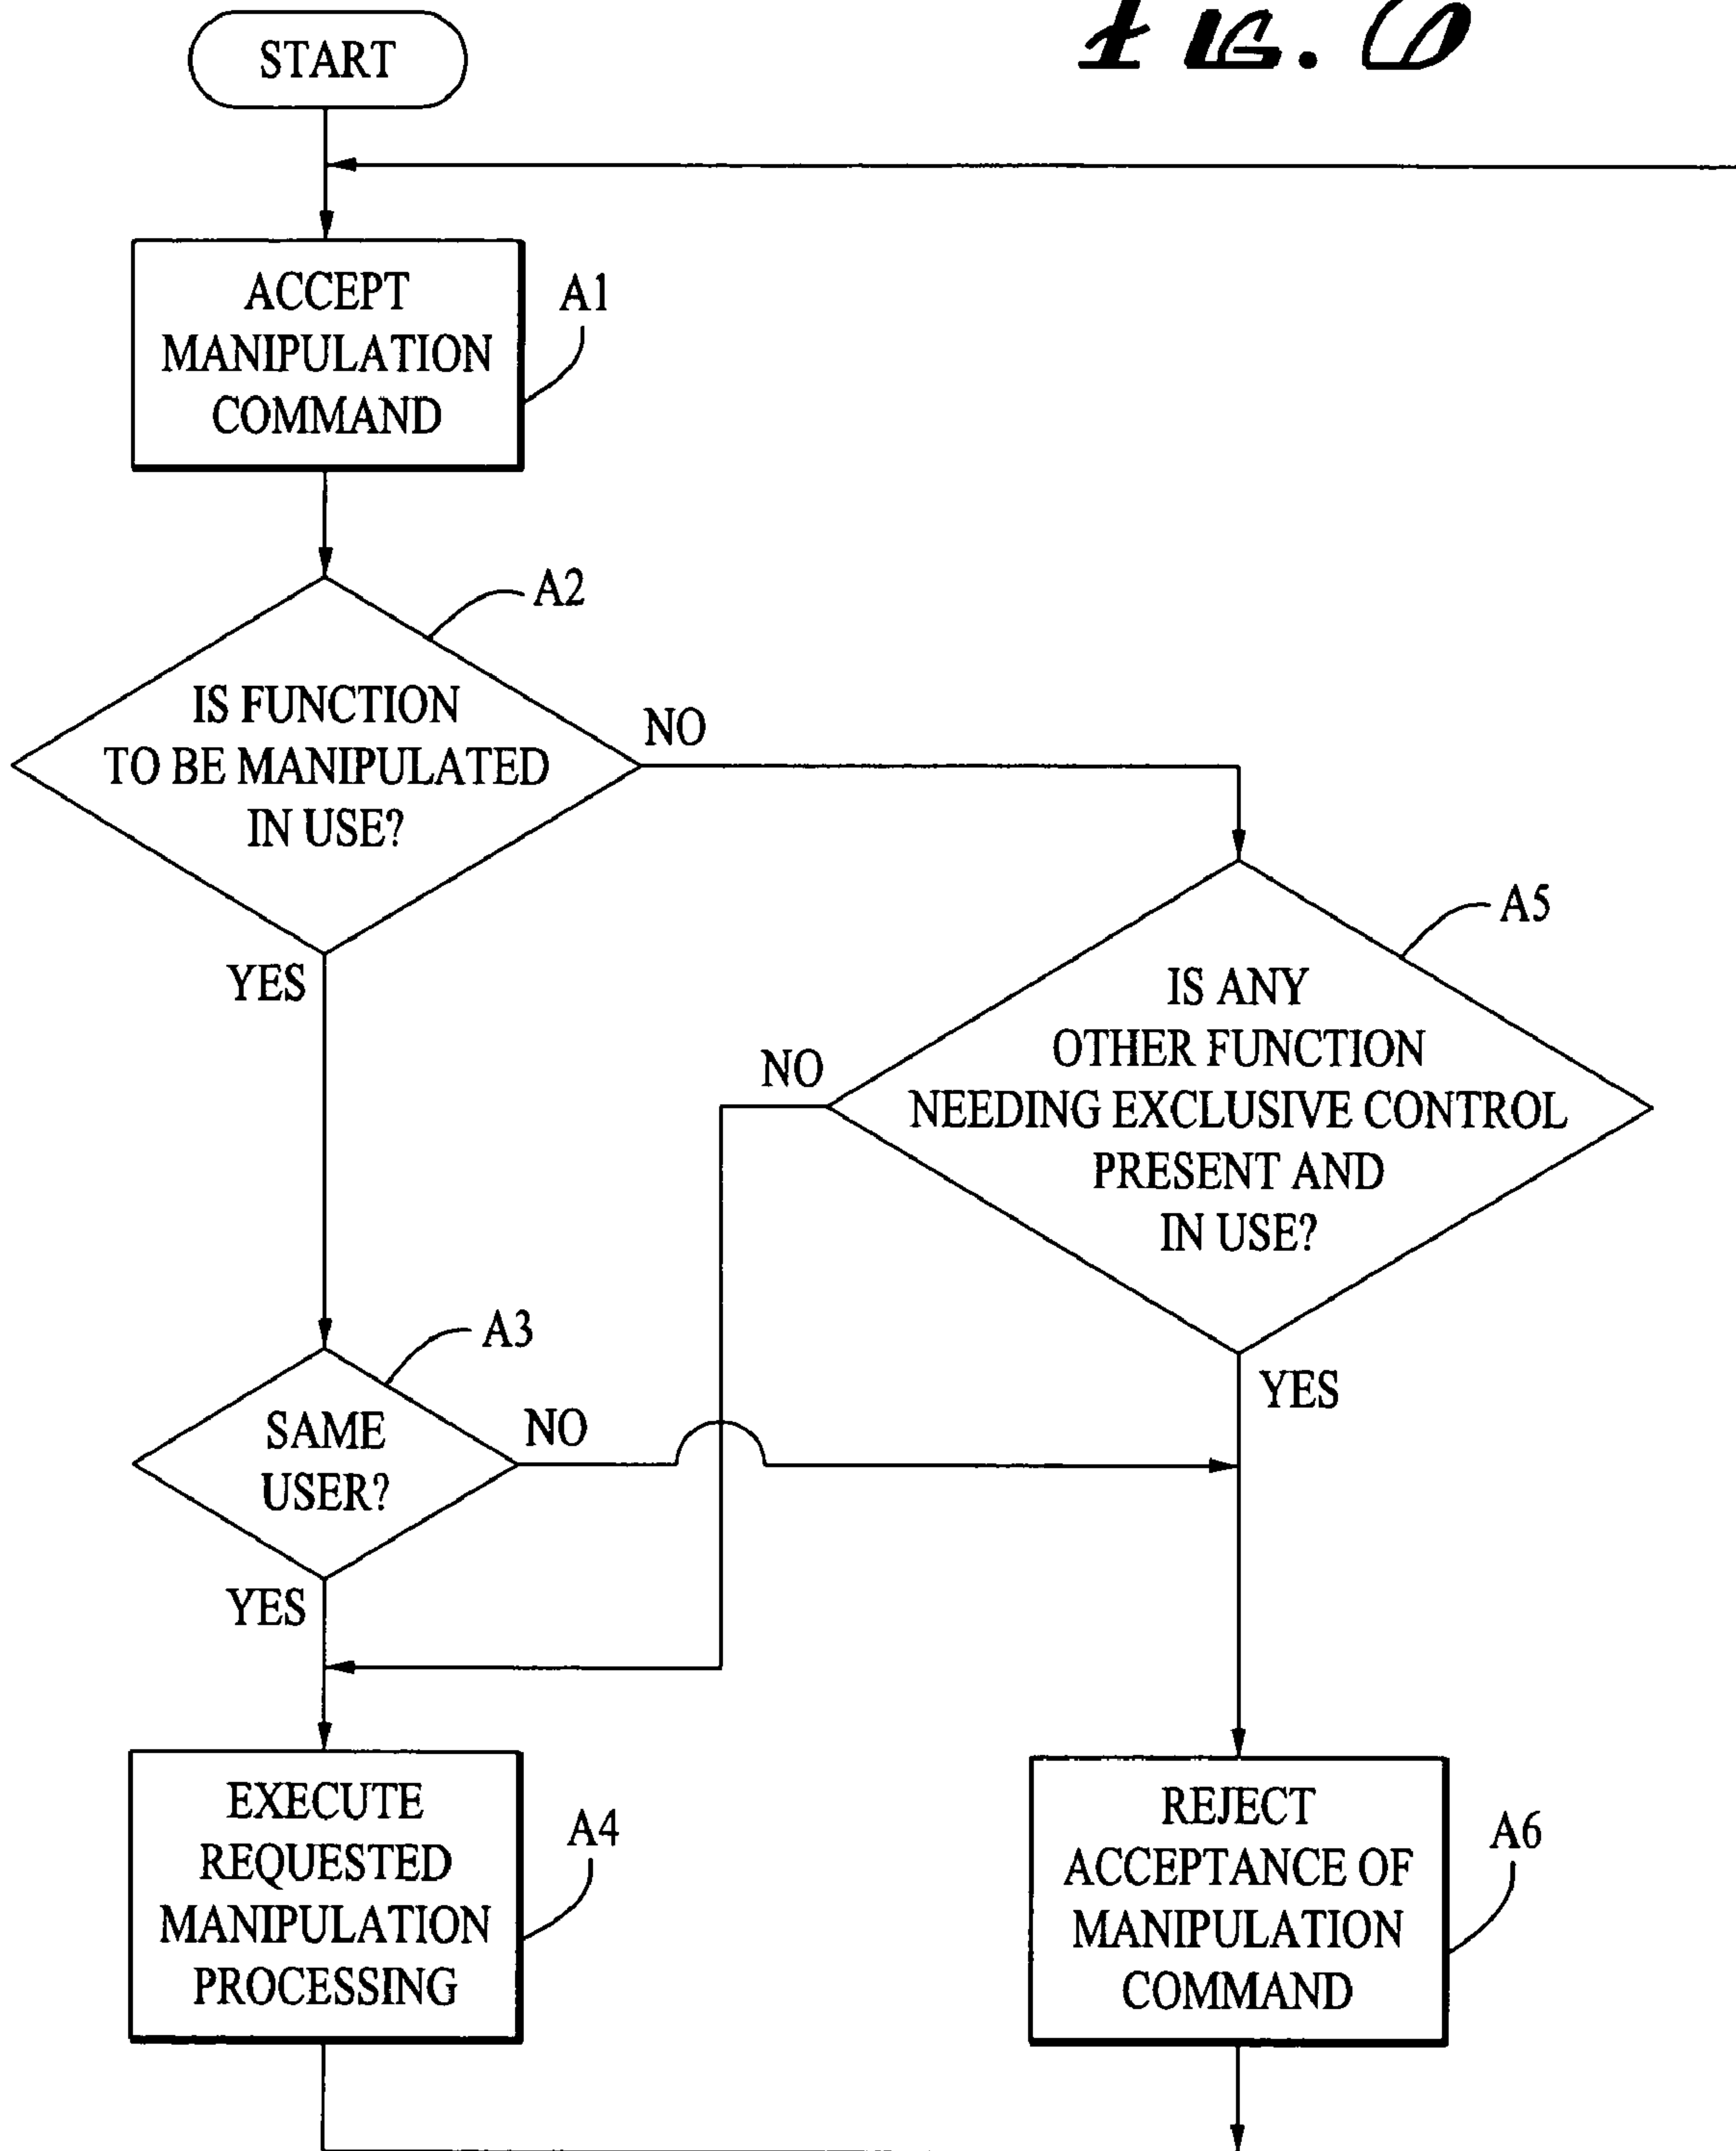 START
ACCEPT
MANIPULATION
COMMAND
A1
IS FUNCTION
TO BE MANIPULATED
IN USE?
A2
NO
YES
IS ANY
OTHER FUNCTION
NEEDING EXCLUSIVE CONTROL
PRESENT AND
IN USE?
A5
NO
YES
SAME
USER?
A3
NO
YES
EXECUTE
REQUESTED
MANIPULATION
PROCESSING
A4
REJECT
ACCEPTANCE OF
MANIPULATION
COMMAND
A6